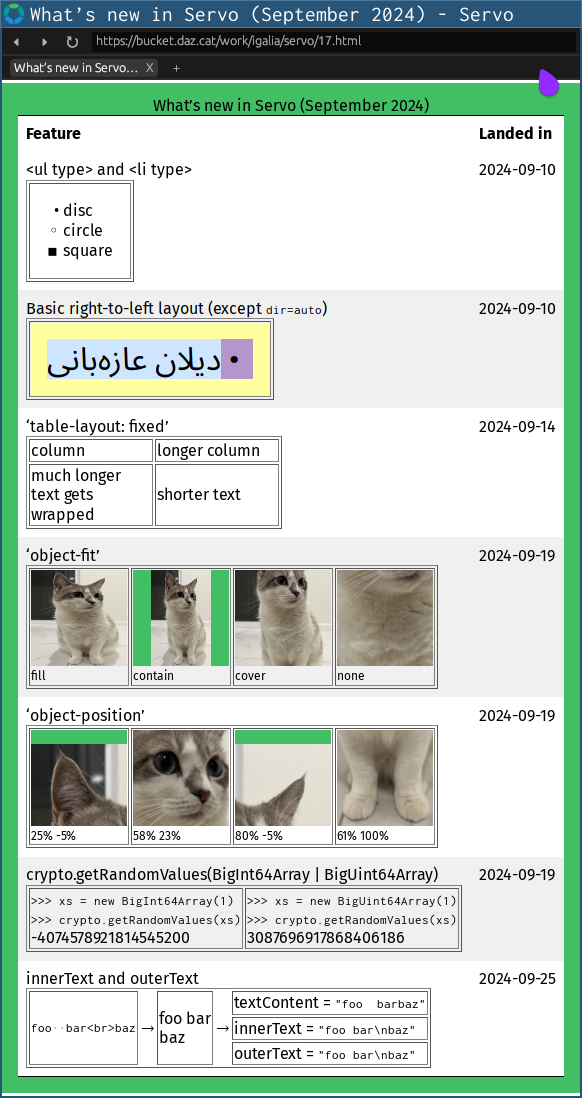 What's new in Servo (September 2024) - Servo
https://bucket.daz.cat/work/igalia/servo/17.html
What's new in Servo... X +
What's new in Servo (September 2024)
Feature Landed in
<ul type> and <li type> 2024-09-10
• disc
◦ circle
▪ square
Basic right-to-left layout (except dir=auto) 2024-09-10
• دیلان عازه‌بانی
‘table-layout: fixed’ 2024-09-14
column longer column
much longer
text gets shorter text
wrapped
‘object-fit’ 2024-09-19
fill contain cover none
‘object-position’ 2024-09-19
25% -5% 58% 23% 80% -5% 61% 100%
crypto.getRandomValues(BigInt64Array | BigUint64Array) 2024-09-19
>>> xs = new BigInt64Array(1) >>> xs = new BigUint64Array(1)
>>> crypto.getRandomValues(xs) >>> crypto.getRandomValues(xs)
-4074578921814545200 3087696917868406186
innerText and outerText 2024-09-25
textContent = "foo  barbaz"
foo··bar<br>baz → foo bar
baz → innerText = "foo bar\nbaz"
outerText = "foo bar\nbaz"